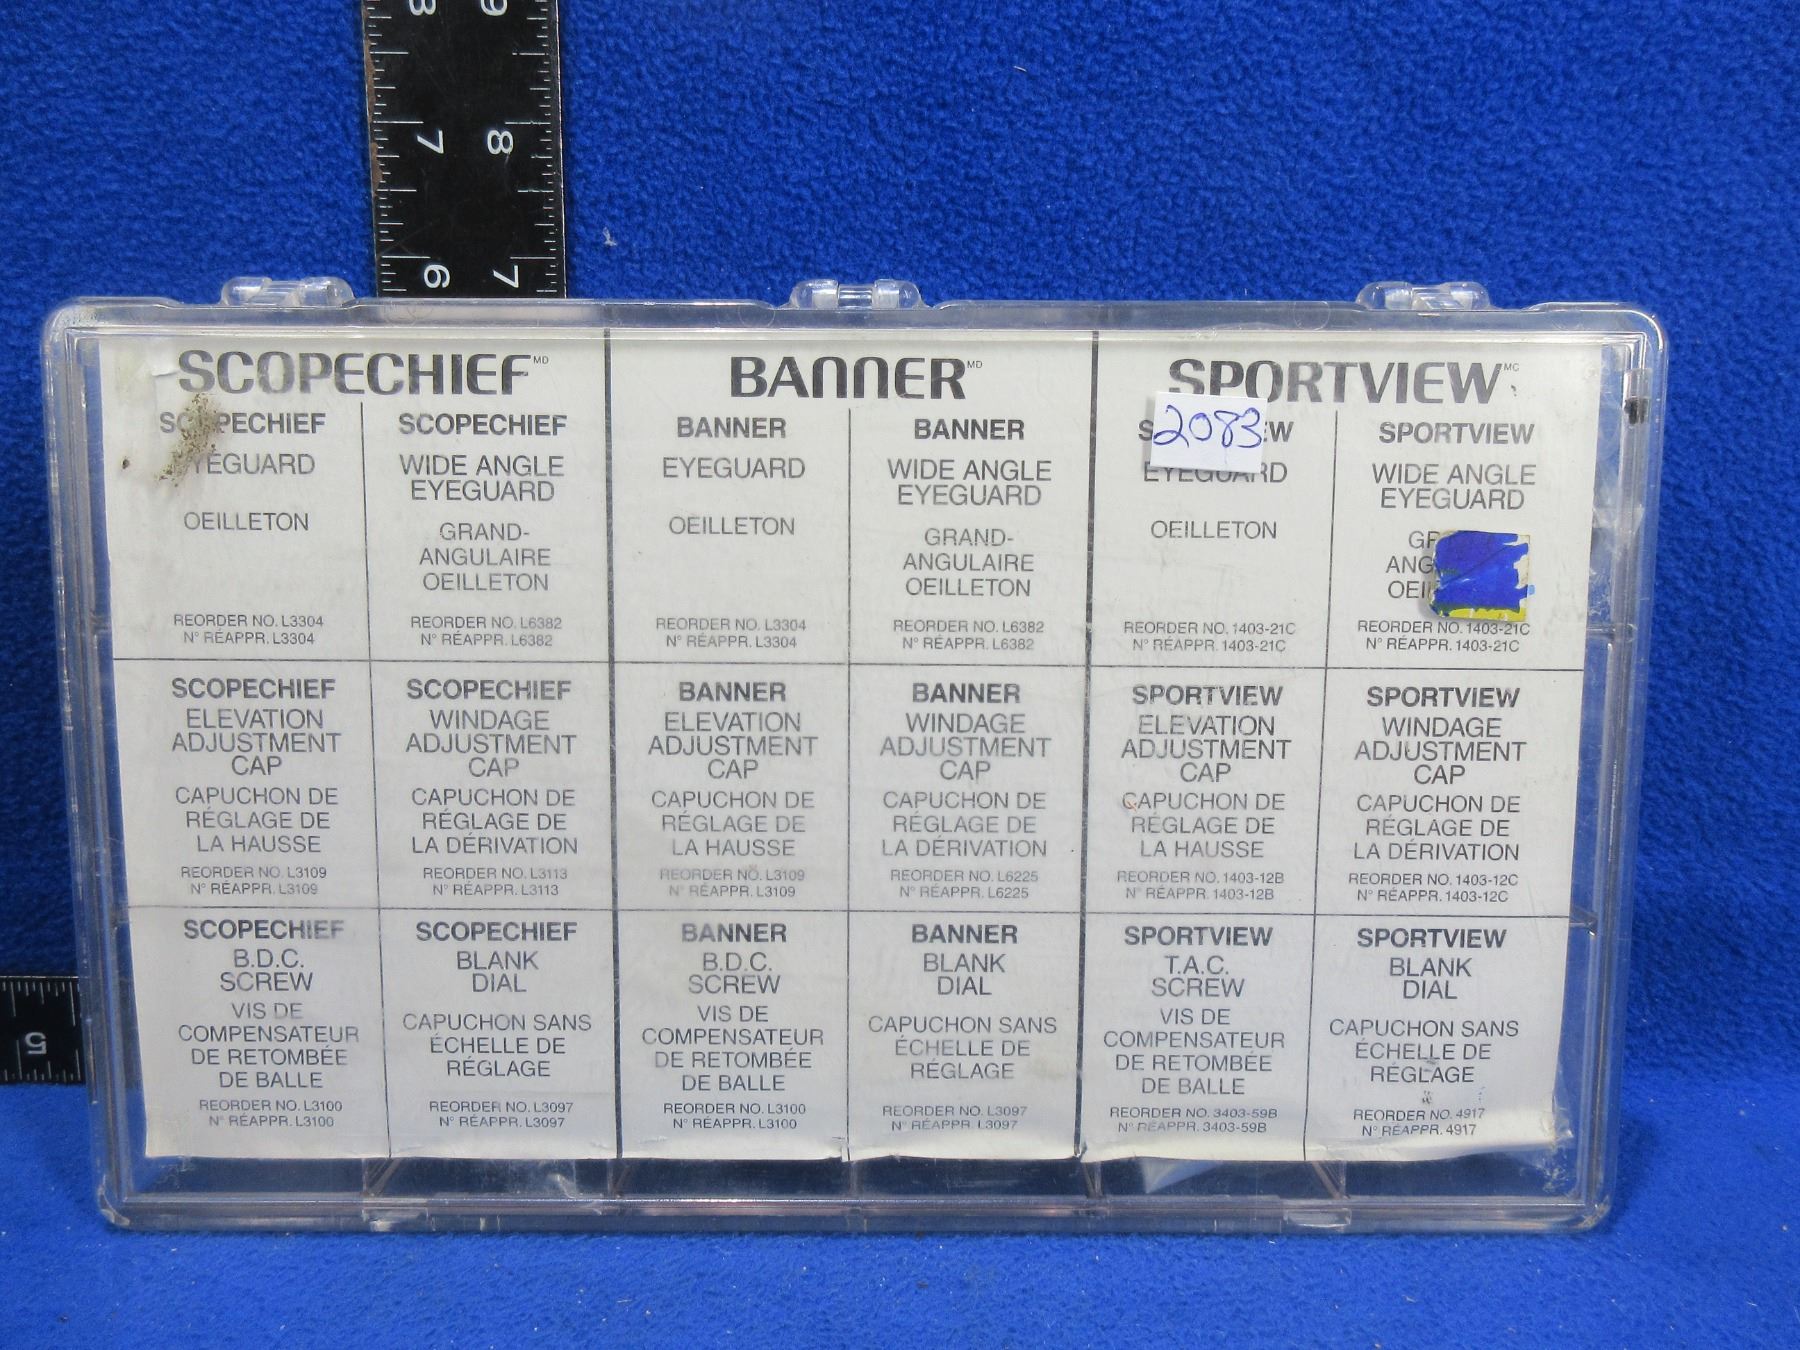 8 9
7 8
6 7
SCOPECHIEF MD
SCOPECHIEF
EYEGUARD
OEILLETON
REORDER NO. L3304
N° RÉAPPR. L3304
SCOPECHIEF
WIDE ANGLE
EYEGUARD
GRAND-
ANGULAIRE
OEILLETON
REORDER NO. L6382
N° RÉAPPR. L6382
BANNER MD
BANNER
EYEGUARD
OEILLETON
REORDER NO. L3304
N° RÉAPPR. L3304
BANNER
WIDE ANGLE
EYEGUARD
GRAND-
ANGULAIRE
OEILLETON
REORDER NO. L6382
N° RÉAPPR. L6382
SPORTVIEW MC
2083
EYEGUARD
OEILLETON
REORDER NO. 1403-21C
N° RÉAPPR. 1403-21C
SPORTVIEW
WIDE ANGLE
EYEGUARD
REORDER NO. 1403-21C
N° RÉAPPR. 1403-21C
SCOPECHIEF
ELEVATION
ADJUSTMENT
CAP
CAPUCHON DE
RÉGLAGE DE
LA HAUSSE
REORDER NO. L3109
N° RÉAPPR. L3109
SCOPECHIEF
WINDAGE
ADJUSTMENT
CAP
CAPUCHON DE
RÉGLAGE DE
LA DÉRIVATION
REORDER NO. L3113
N° RÉAPPR. L3113
BANNER
ELEVATION
ADJUSTMENT
CAP
CAPUCHON DE
RÉGLAGE DE
LA HAUSSE
REORDER NO. L3109
N° RÉAPPR. L3109
BANNER
WINDAGE
ADJUSTMENT
CAP
CAPUCHON DE
RÉGLAGE DE
LA DÉRIVATION
REORDER NO. L6225
N° RÉAPPR. L6225
SPORTVIEW
ELEVATION
ADJUSTMENT
CAP
CAPUCHON DE
RÉGLAGE DE
LA HAUSSE
REORDER NO. 1403-12B
N° RÉAPPR. 1403-12B
SPORTVIEW
WINDAGE
ADJUSTMENT
CAP
CAPUCHON DE
RÉGLAGE DE
LA DÉRIVATION
REORDER NO. 1403-12C
N° RÉAPPR. 1403-12C
SCOPECHIEF
B.D.C.
SCREW
VIS DE
COMPENSATEUR
DE RETOMBÉE
DE BALLE
REORDER NO. L3100
N° RÉAPPR. L3100
SCOPECHIEF
BLANK
DIAL
CAPUCHON SANS
ÉCHELLE DE
RÉGLAGE
REORDER NO. L3097
N° RÉAPPR. L3097
BANNER
B.D.C.
SCREW
VIS DE
COMPENSATEUR
DE RETOMBÉE
DE BALLE
REORDER NO. L3100
N° RÉAPPR. L3100
BANNER
BLANK
DIAL
CAPUCHON SANS
ÉCHELLE DE
RÉGLAGE
REORDER NO. L3097
N° RÉAPPR. L3097
SPORTVIEW
T.A.C.
SCREW
VIS DE
COMPENSATEUR
DE RETOMBÉE
DE BALLE
REORDER NO. 3403-59B
N° RÉAPPR. 3403-59B
SPORTVIEW
BLANK
DIAL
CAPUCHON SANS
ÉCHELLE DE
RÉGLAGE
REORDER NO. 4917
N° RÉAPPR. 4917
5